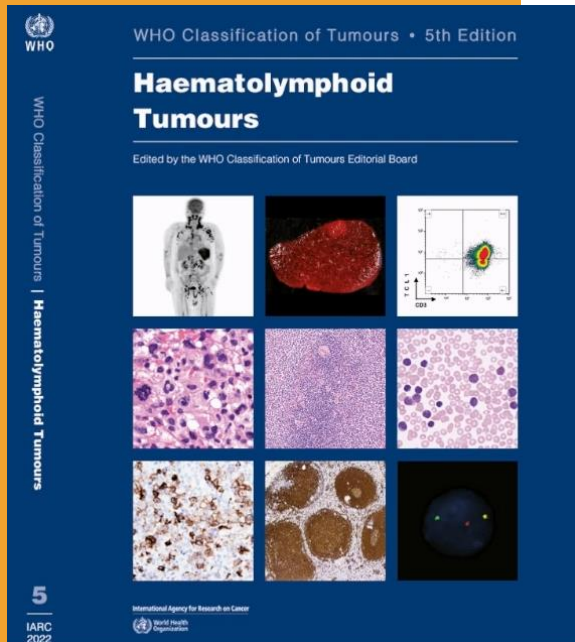 WHO
WHO Classification of Tumours | Haematolymphoid Tumours
5
IARC
2022
WHO Classification of Tumours • 5th Edition
Haematolymphoid
Tumours
Edited by the WHO Classification of Tumours Editorial Board
TCL1
CD3
International Agency for Research on Cancer
World Health
Organization